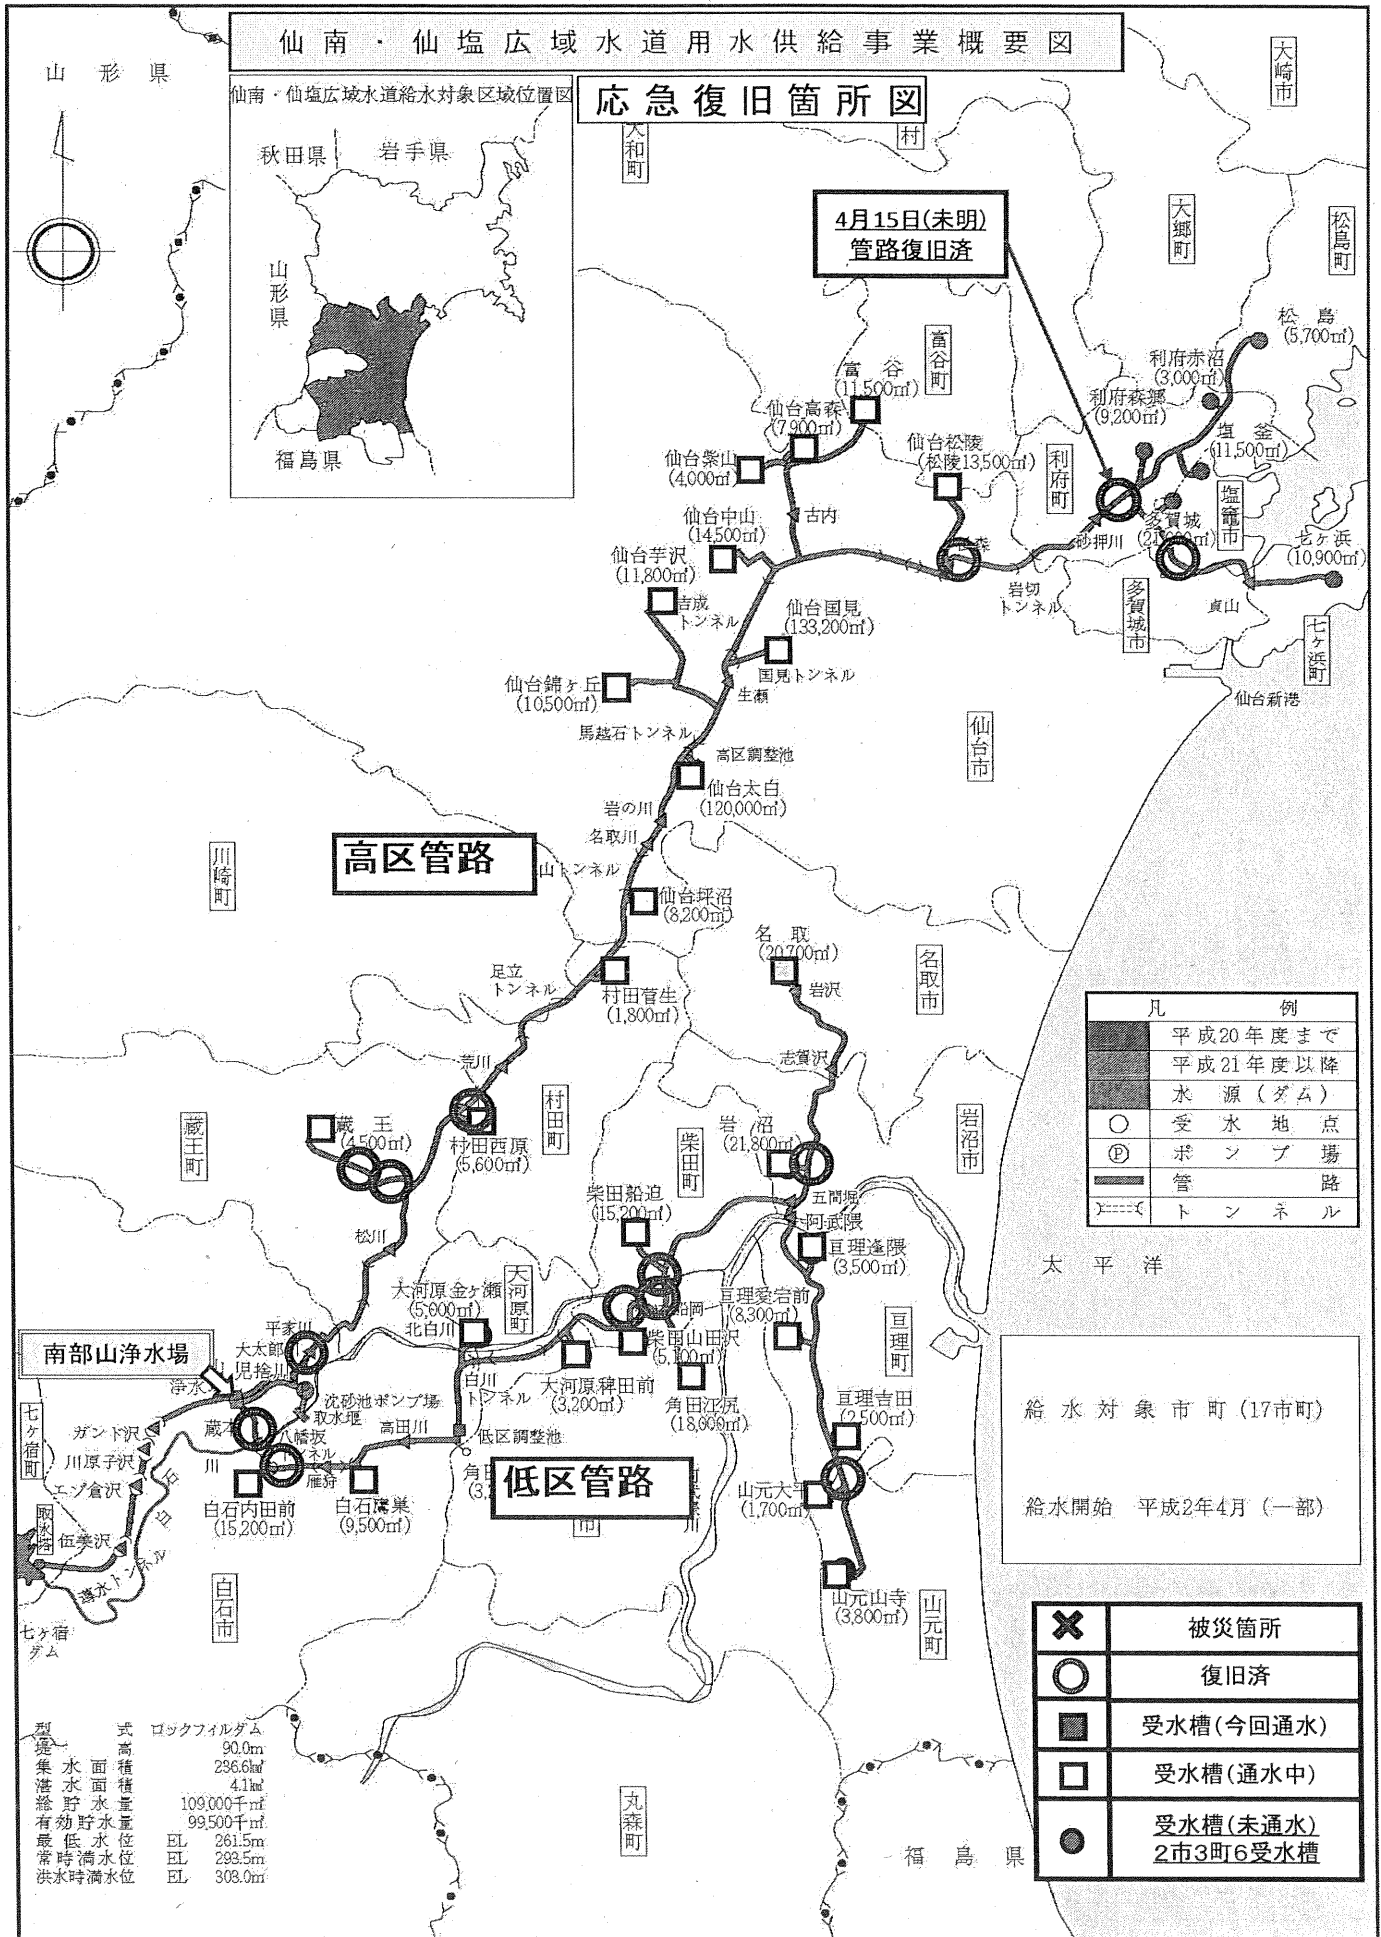 仙南・仙塩広域水道用水供給事業概要図
応急復旧箇所図
仙南・仙塩広域水道給水対象区域位置図
秋田県
岩手県
山形県
福島県
山形県
大和町
村
大崎市
大郷町
松島町
4月15日(未明)
管路復旧済
富谷町
松島
(5,700㎥)
利府赤沼
(3,000㎥)
利府森郷
(9,200㎥)
塩釜
(11,500㎥)
富谷
(11,500㎥)
仙台高森
(7,900㎥)
仙台松陵
(松陵13,500㎥)
仙台柴山
(4,000㎥)
利府町
塩竈市
仙台中山
(14,500㎥)
古内
多賀城
砂押川
七ヶ浜
(10,900㎥)
仙台芋沢
(11,800㎥)
岩切
トンネル
貞山
多賀城市
七ヶ浜町
吉成
トンネル
仙台国見
(133,200㎥)
国見トンネル
仙台新港
仙台錦ヶ丘
(10,500㎥)
生瀬
仙台市
馬越石トンネル
高区調整池
仙台太白
(120,000㎥)
岩の川
名取川
高区管路
山トンネル
川崎町
仙台坪沼
(8,200㎥)
名取
(20,700㎥)
名取市
足立
トンネル
村田菅生
(1,800㎥)
岩沢
凡例
平成20年度まで
平成21年度以降
水源(ダム)
受水地点
Ⓟ ポンプ場
管路
トンネル
荒川
志賀沢
村田町
蔵王町
蔵王
(4,500㎥)
村田西原
(5,600㎥)
柴田町
岩沼
(21,800㎥)
岩沼市
柴田船迫
(15,200㎥)
五間堀
阿武隈
松川
亘理逢隈
(3,500㎥)
太平洋
大河原金ヶ瀬
(5,000㎥)
大河原町
北白川
亘理愛宕前
(8,300㎥)
亘理町
平家川
大太郎川
児捨川
南部山浄水場
船岡
柴田山田沢
(5,100㎥)
白川
トンネル
大河原稗田前
(3,200㎥)
角田江尻
(18,000㎥)
沈砂池ポンプ場
取水堰
給水対象市町(17市町)
給水開始 平成2年4月(一部)
七ヶ宿町
ガンド沢
川原子沢
エゾ倉沢
蔵本
八幡坂
高田川
低区調整池
雁狩
低区管路
亘理吉田
(2,500㎥)
山元大平
(1,700㎥)
白石内田前
(15,200㎥)
白石鷹巣
(9,500㎥)
取水塔
伍美沢
導水トンネル
白石市
七ヶ宿
ダム
山元山寺
(3,800㎥)
山元町
被災箇所
復旧済
受水槽(今回通水)
受水槽(通水中)
受水槽(未通水)
2市3町6受水槽
型式 ロックフィルダム
堤高 90.0m
集水面積 236.6k㎡
湛水面積 4.1k㎡
総貯水量 109,000千㎥
有効貯水量 99,500千㎥
最低水位 EL 261.5m
常時満水位 EL 293.5m
洪水時満水位 EL 303.0m
丸森町
福島県